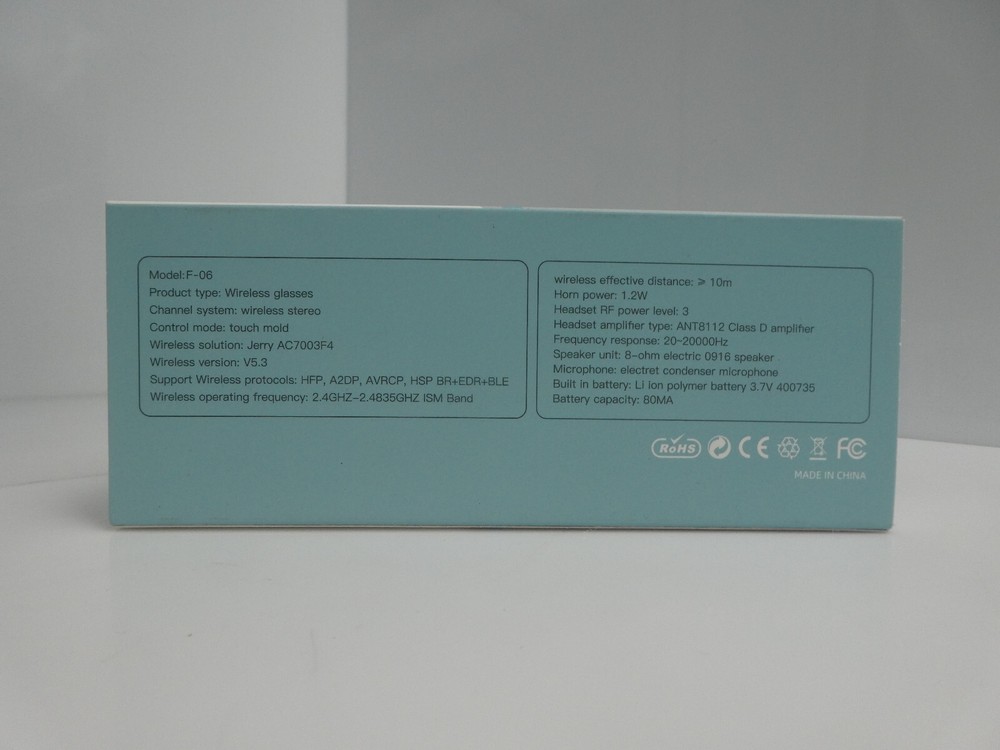 Model:F-06
Product type: Wireless glasses
Channel system: wireless stereo
Control mode: touch mold
Wireless solution: Jerry AC7003F4
Wireless version: V5.3
Support Wireless protocols: HFP, A2DP, AVRCP, HSP BR+EDR+BLE
Wireless operating frequency: 2.4GHZ-2.4835GHZ ISM Band
wireless effective distance: ⩾ 10m
Horn power: 1.2W
Headset RF power level: 3
Headset amplifier type: ANT8112 Class D amplifier
Frequency response: 20~20000Hz
Speaker unit: 8-ohm electric 0916 speaker
Microphone: electret condenser microphone
Built in battery: Li Ion polymer battery 3.7V 400735
Battery capacity: 80MA
RoHS CE FC
MADE IN CHINA